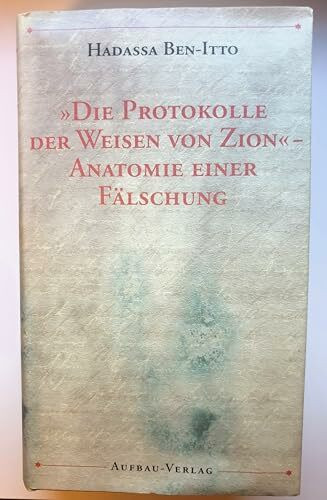 HADASSA BEN-ITTO
»DIE PROTOKOLLE
DER WEISEN VON ZION« –
ANATOMIE EINER
FÄLSCHUNG
AUFBAU-VERLAG